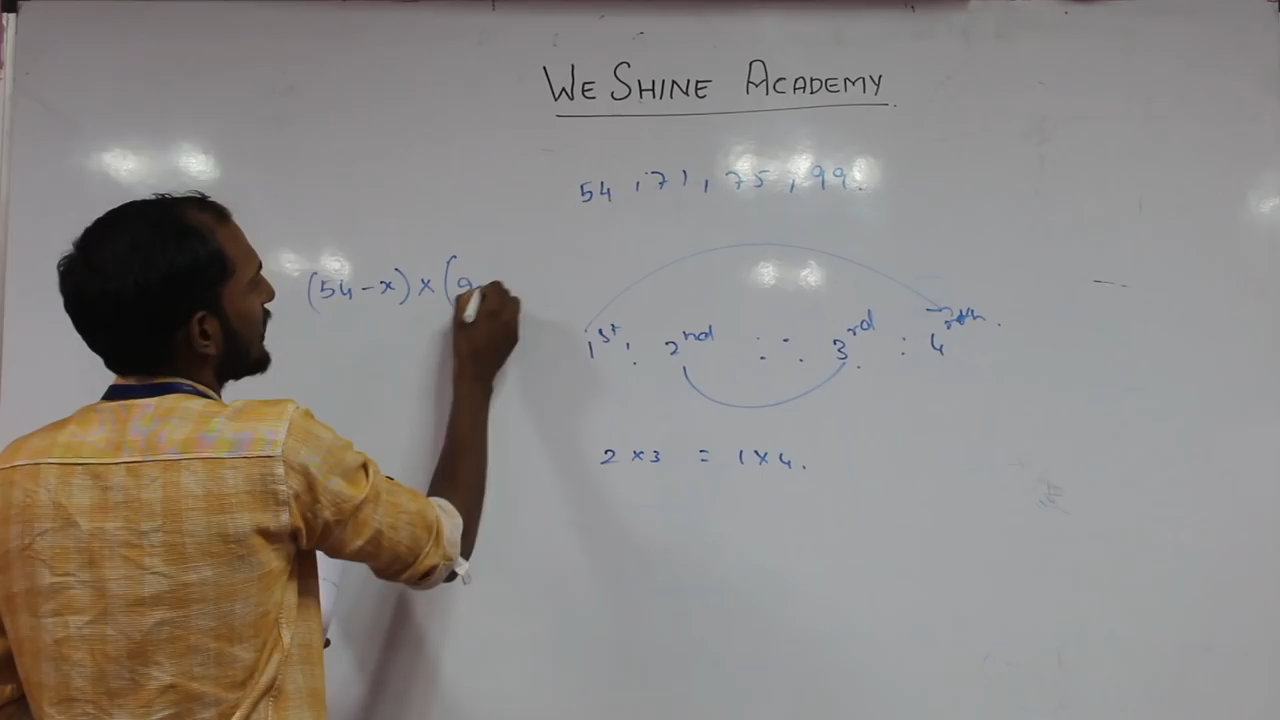 WE SHINE ACADEMY
54 , 71 , 75 , 99 .
(54 - x) × (9
1st : 2nd :: 3rd : 4th .
2 × 3 = 1 × 4 .